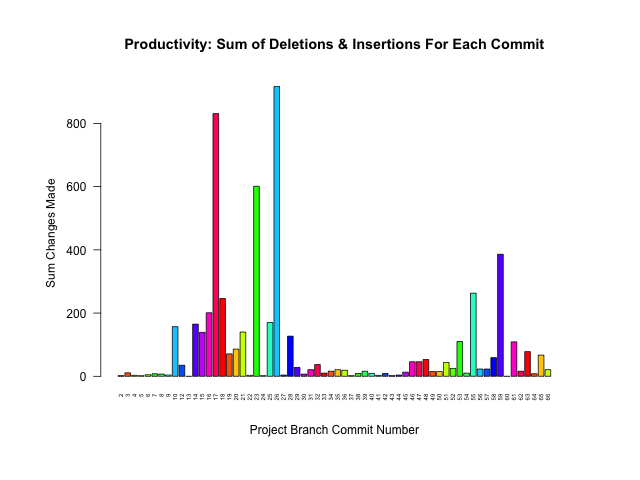 Productivity: Sum of Deletions & Insertions For Each Commit
Sum Changes Made
800
600
400
200
0
2 3 4 5 6 7 8 9 10 12 13 14 15 16 17 18 19 20 21 22 23 24 25 26 27 28 29 30 31 32 33 34 35 36 37 38 39 40 41 42 43 44 45 46 47 48 49 50 51 52 53 54 55 56 57 58 59 60 61 62 63 64 65 66
Project Branch Commit Number